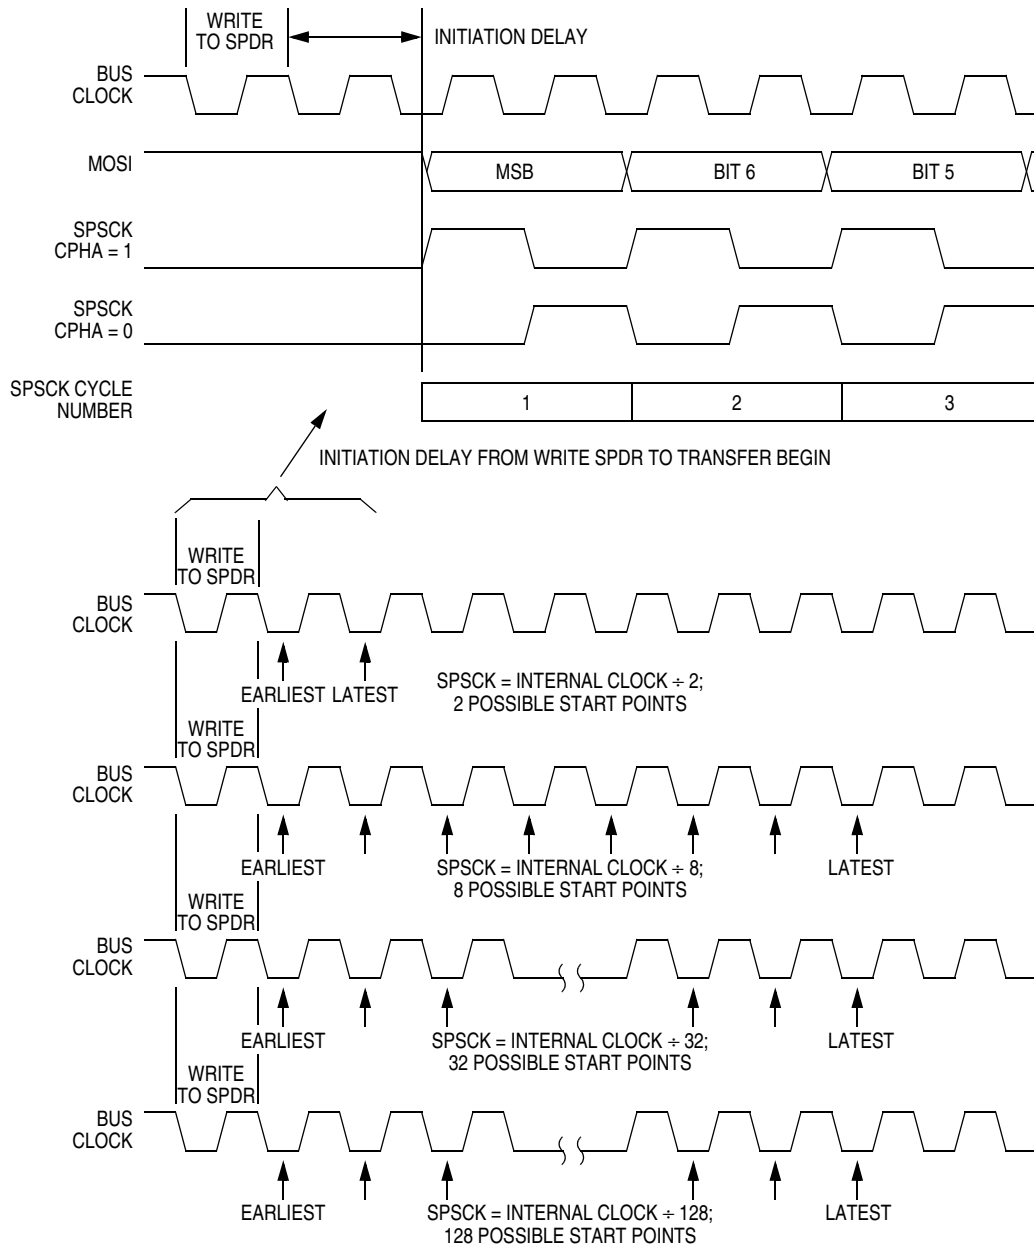 WRITE
TO SPDR
INITIATION DELAY
BUS
CLOCK
MOSI
MSB
BIT 6
BIT 5
SPSCK
CPHA = 1
SPSCK
CPHA = 0
SPSCK CYCLE
NUMBER
1
2
3
INITIATION DELAY FROM WRITE SPDR TO TRANSFER BEGIN
WRITE
TO SPDR
BUS
CLOCK
EARLIEST
LATEST
SPSCK = INTERNAL CLOCK ÷ 2;
2 POSSIBLE START POINTS
WRITE
TO SPDR
BUS
CLOCK
EARLIEST
SPSCK = INTERNAL CLOCK ÷ 8;
8 POSSIBLE START POINTS
LATEST
WRITE
TO SPDR
BUS
CLOCK
EARLIEST
SPSCK = INTERNAL CLOCK ÷ 32;
32 POSSIBLE START POINTS
LATEST
WRITE
TO SPDR
BUS
CLOCK
EARLIEST
SPSCK = INTERNAL CLOCK ÷ 128;
128 POSSIBLE START POINTS
LATEST